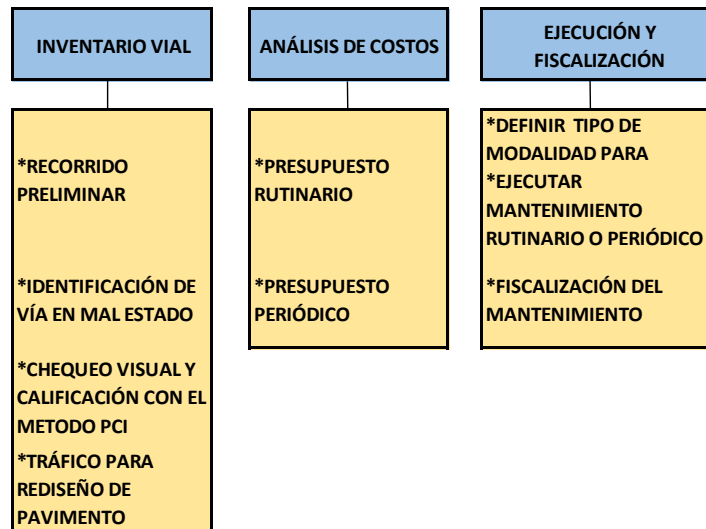 INVENTARIO VIAL
*RECORRIDO
PRELIMINAR
*IDENTIFICACIÓN DE
VÍA EN MAL ESTADO
*CHEQUEO VISUAL Y
CALIFICACIÓN CON EL
METODO PCI
*TRÁFICO PARA
REDISEÑO DE
PAVIMENTO
ANÁLISIS DE COSTOS
*PRESUPUESTO
RUTINARIO
*PRESUPUESTO
PERIÓDICO
EJECUCIÓN Y
FISCALIZACIÓN
*DEFINIR TIPO DE
MODALIDAD PARA
*EJECUTAR
MANTENIMIENTO
RUTINARIO O PERIÓDICO
*FISCALIZACIÓN DEL
MANTENIMIENTO